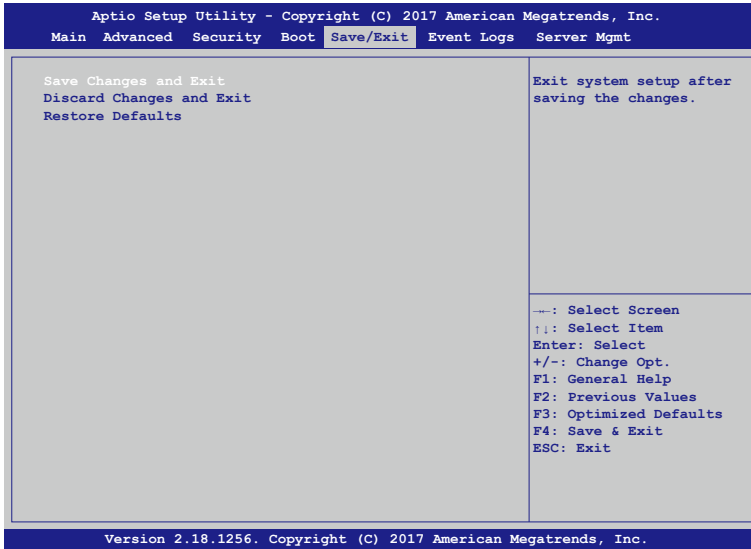 Aptio Setup Utility - Copyright (C) 2017 American Megatrends, Inc.
Main Advanced Security Boot Save/Exit Event Logs Server Mgmt
Save Changes and Exit
Discard Changes and Exit
Restore Defaults
Exit system setup after
saving the changes.
→←: Select Screen
↑↓: Select Item
Enter: Select
+/-: Change Opt.
F1: General Help
F2: Previous Values
F3: Optimized Defaults
F4: Save & Exit
ESC: Exit
Version 2.18.1256. Copyright (C) 2017 American Megatrends, Inc.